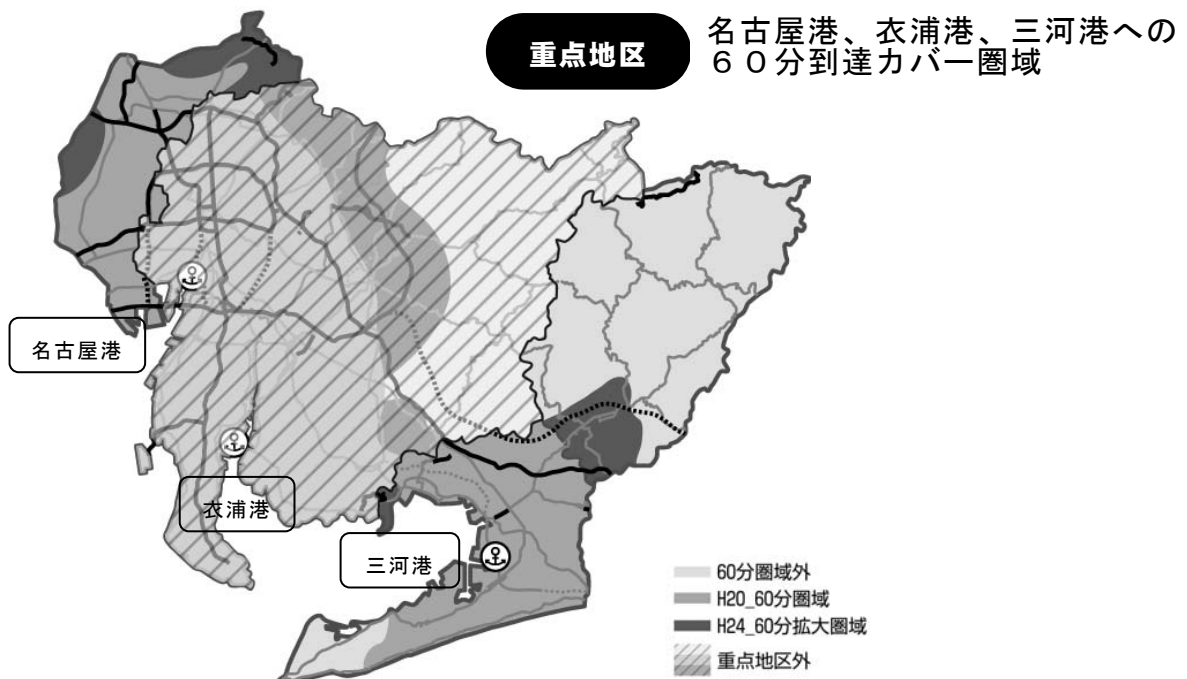 重点地区
名古屋港、衣浦港、三河港への
６０分到達カバー圏域
名古屋港
衣浦港
三河港
60分圏域外
H20_60分圏域
H24_60分拡大圏域
重点地区外